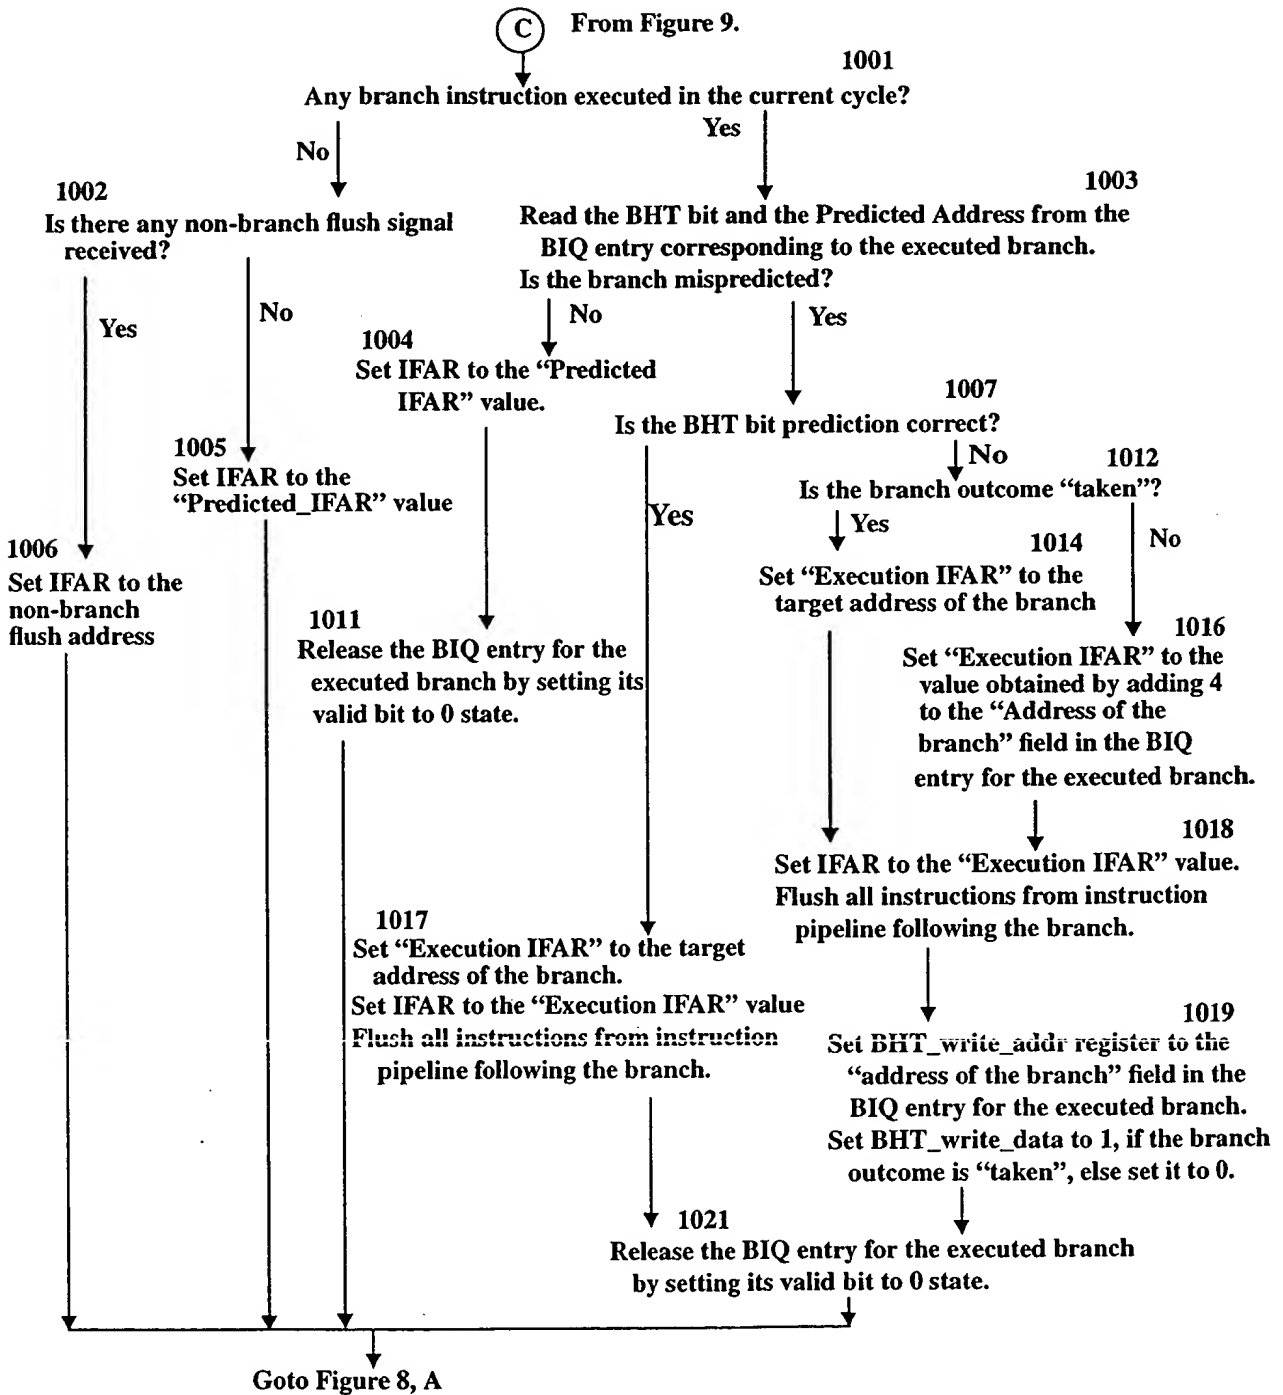 C From Figure 9.
1001
Any branch instruction executed in the current cycle?
No
Yes
1002
Is there any non-branch flush signal
received?
1003
Read the BHT bit and the Predicted Address from the
BIQ entry corresponding to the executed branch.
Is the branch mispredicted?
Yes
No
No
Yes
1004
Set IFAR to the “Predicted
IFAR” value.
1007
Is the BHT bit prediction correct?
1005
Set IFAR to the
“Predicted_IFAR” value
No
1012
Is the branch outcome “taken”?
Yes
Yes
No
1006
Set IFAR to the
non-branch
flush address
1014
Set “Execution IFAR” to the
target address of the branch
1011
Release the BIQ entry for the
executed branch by setting its
valid bit to 0 state.
1016
Set “Execution IFAR” to the
value obtained by adding 4
to the “Address of the
branch” field in the BIQ
entry for the executed branch.
1018
Set IFAR to the “Execution IFAR” value.
Flush all instructions from instruction
pipeline following the branch.
1017
Set “Execution IFAR” to the target
address of the branch.
Set IFAR to the “Execution IFAR” value
Flush all instructions from instruction
pipeline following the branch.
1019
Set BHT_write_addr register to the
“address of the branch” field in the
BIQ entry for the executed branch.
Set BHT_write_data to 1, if the branch
outcome is “taken”, else set it to 0.
1021
Release the BIQ entry for the executed branch
by setting its valid bit to 0 state.
Goto Figure 8, A